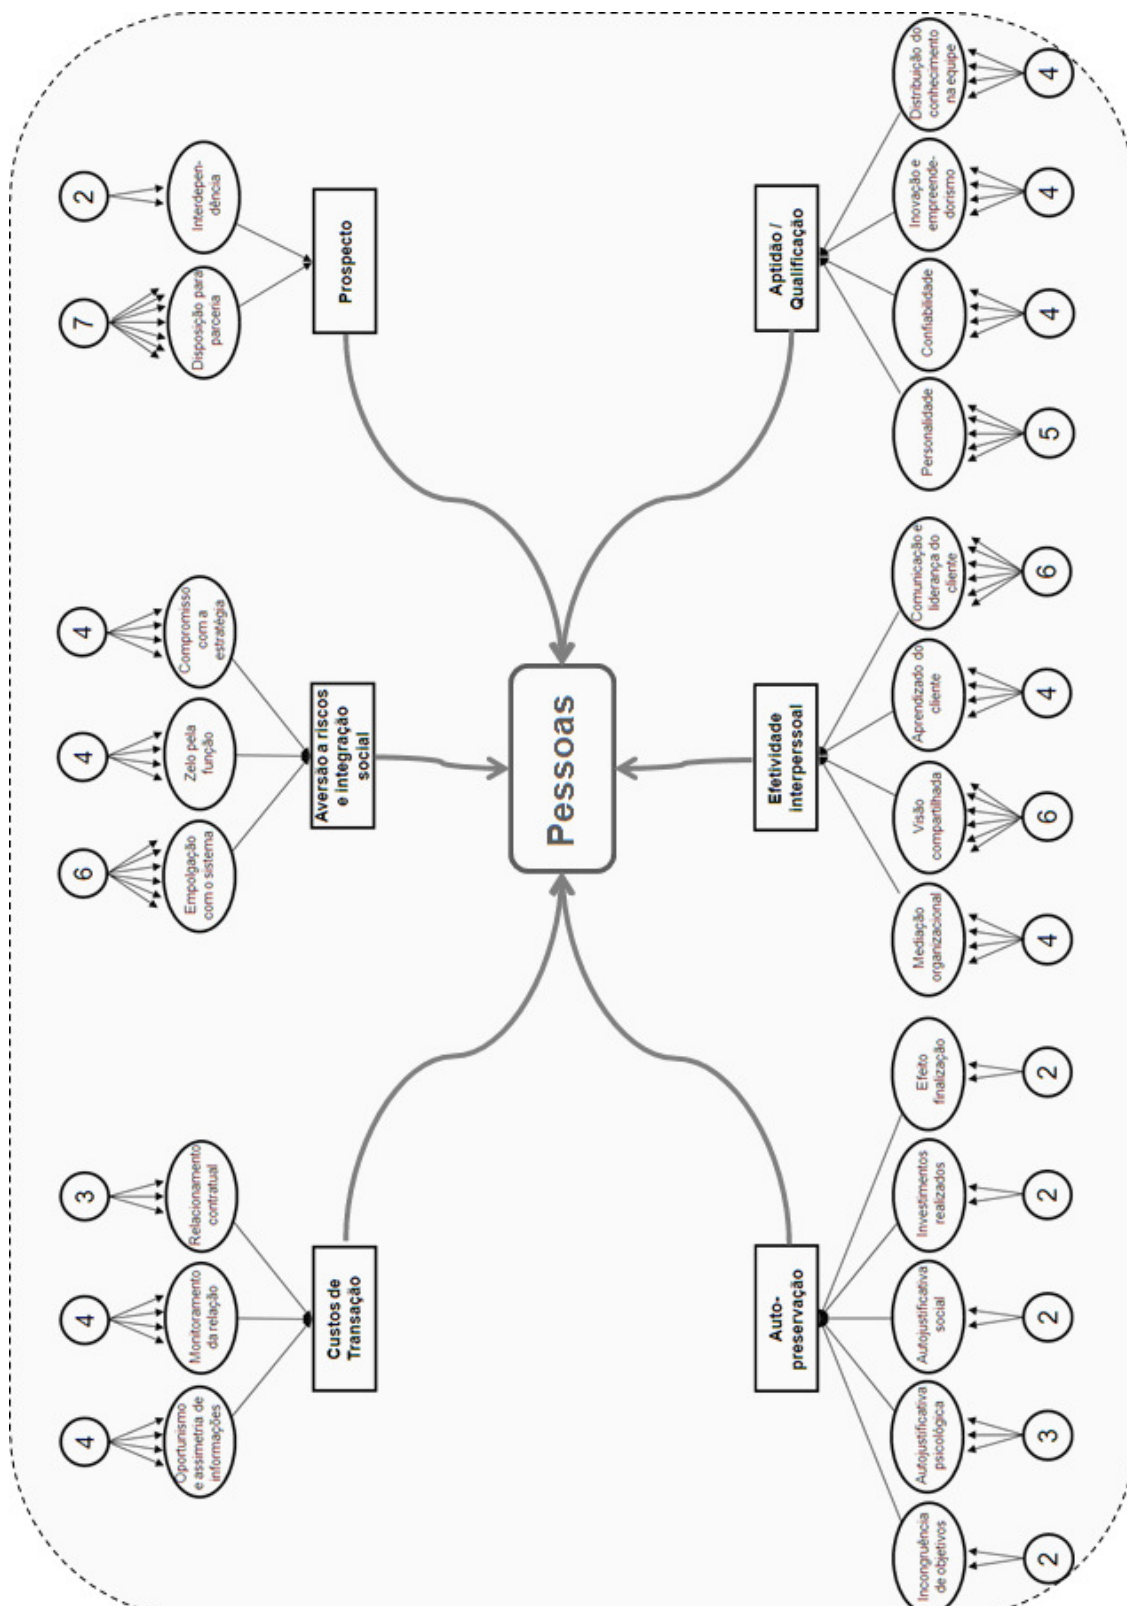 4
4
3
6
4
4
7
2
Oportunismo
e assimetria de
informações
Monitoramento
da relação
Relacionamento
contratual
Empolgação
com o sistema
Zelo pela
função
Compromisso
com a
estratégia
Disposição para
parceria
Interdepen-
dência
Custos de
Transação
Aversão a riscos
e integração
social
Prospecto
Pessoas
Auto-
preservação
Efetividade
interperssoal
Aptidão /
Qualificação
Incongruência
de objetivos
Autojustificativa
psicológica
Autojustificativa
social
Investimentos
realizados
Efeito
finalização
Mediação
organizacional
Visão
compartilhada
Aprendizado do
cliente
Comunicação e
liderança do
cliente
Personalidade
Confiabilidade
Inovação e
empreende-
dorismo
Distribuição do
conhecimento
na equipe
2
3
2
2
2
4
6
4
6
5
4
4
4